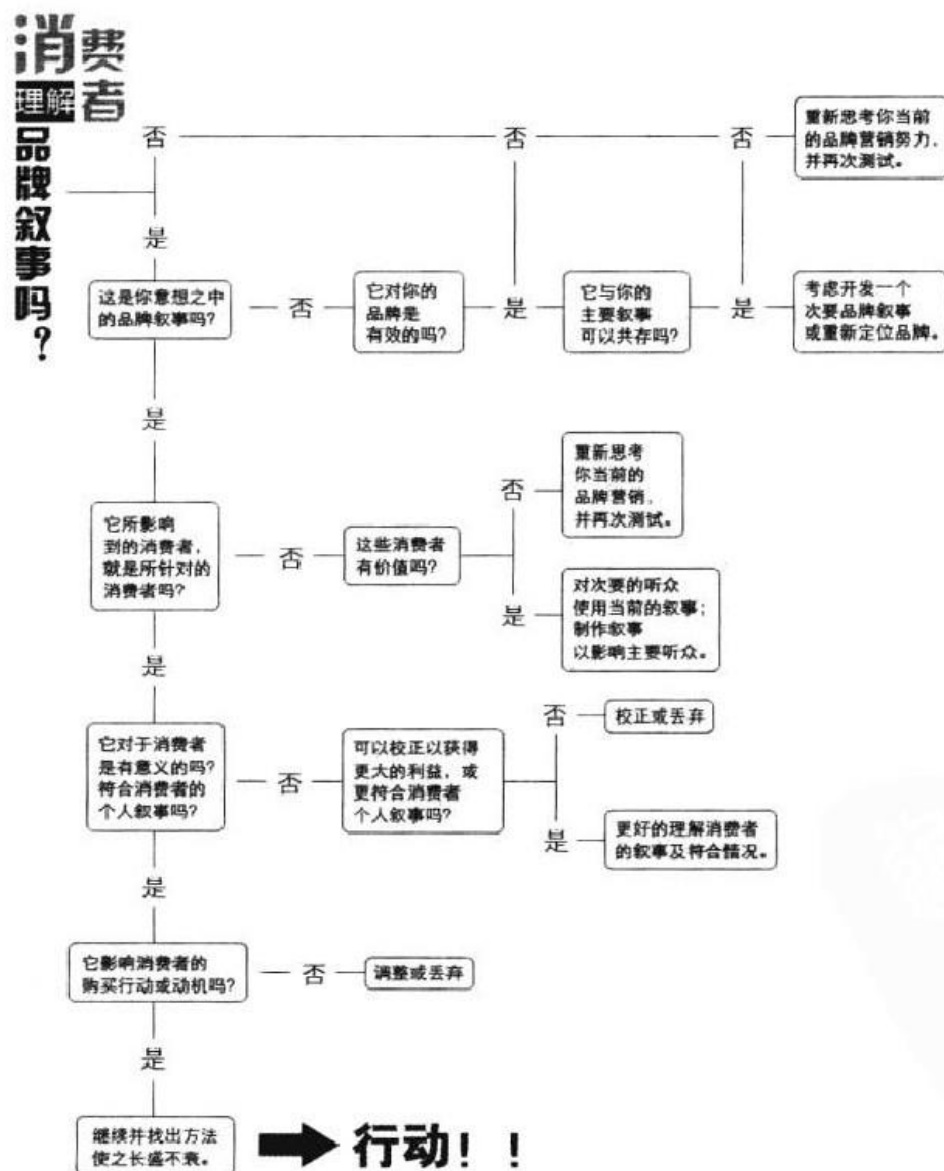 消费者
理解
品牌叙事吗?
否
否
否
重新思考你当前
的品牌营销努力,
并再次测试。
是
这是你意想之中
的品牌叙事吗?
否
它对你的
品牌是
有效的吗?
是
它与你的
主要叙事
可以共存吗?
是
考虑开发一个
次要品牌叙事
或重新定位品牌。
是
它所影响
到的消费者,
就是所针对的
消费者吗?
否
这些消费者
有价值吗?
否
重新思考
你当前的
品牌营销,
并再次测试。
是
对次要的听众
使用当前的叙事;
制作叙事
以影响主要听众。
是
它对于消费者
是有意义的吗?
符合消费者的
个人叙事吗?
否
可以校正以获得
更大的利益, 或
更符合消费者
个人叙事吗?
否
校正或丢弃
是
更好的理解消费者
的叙事及符合情况。
是
它影响消费者的
购买行动或动机吗?
否
调整或丢弃
是
继续并找出方法
使之长盛不衰。
行动! !